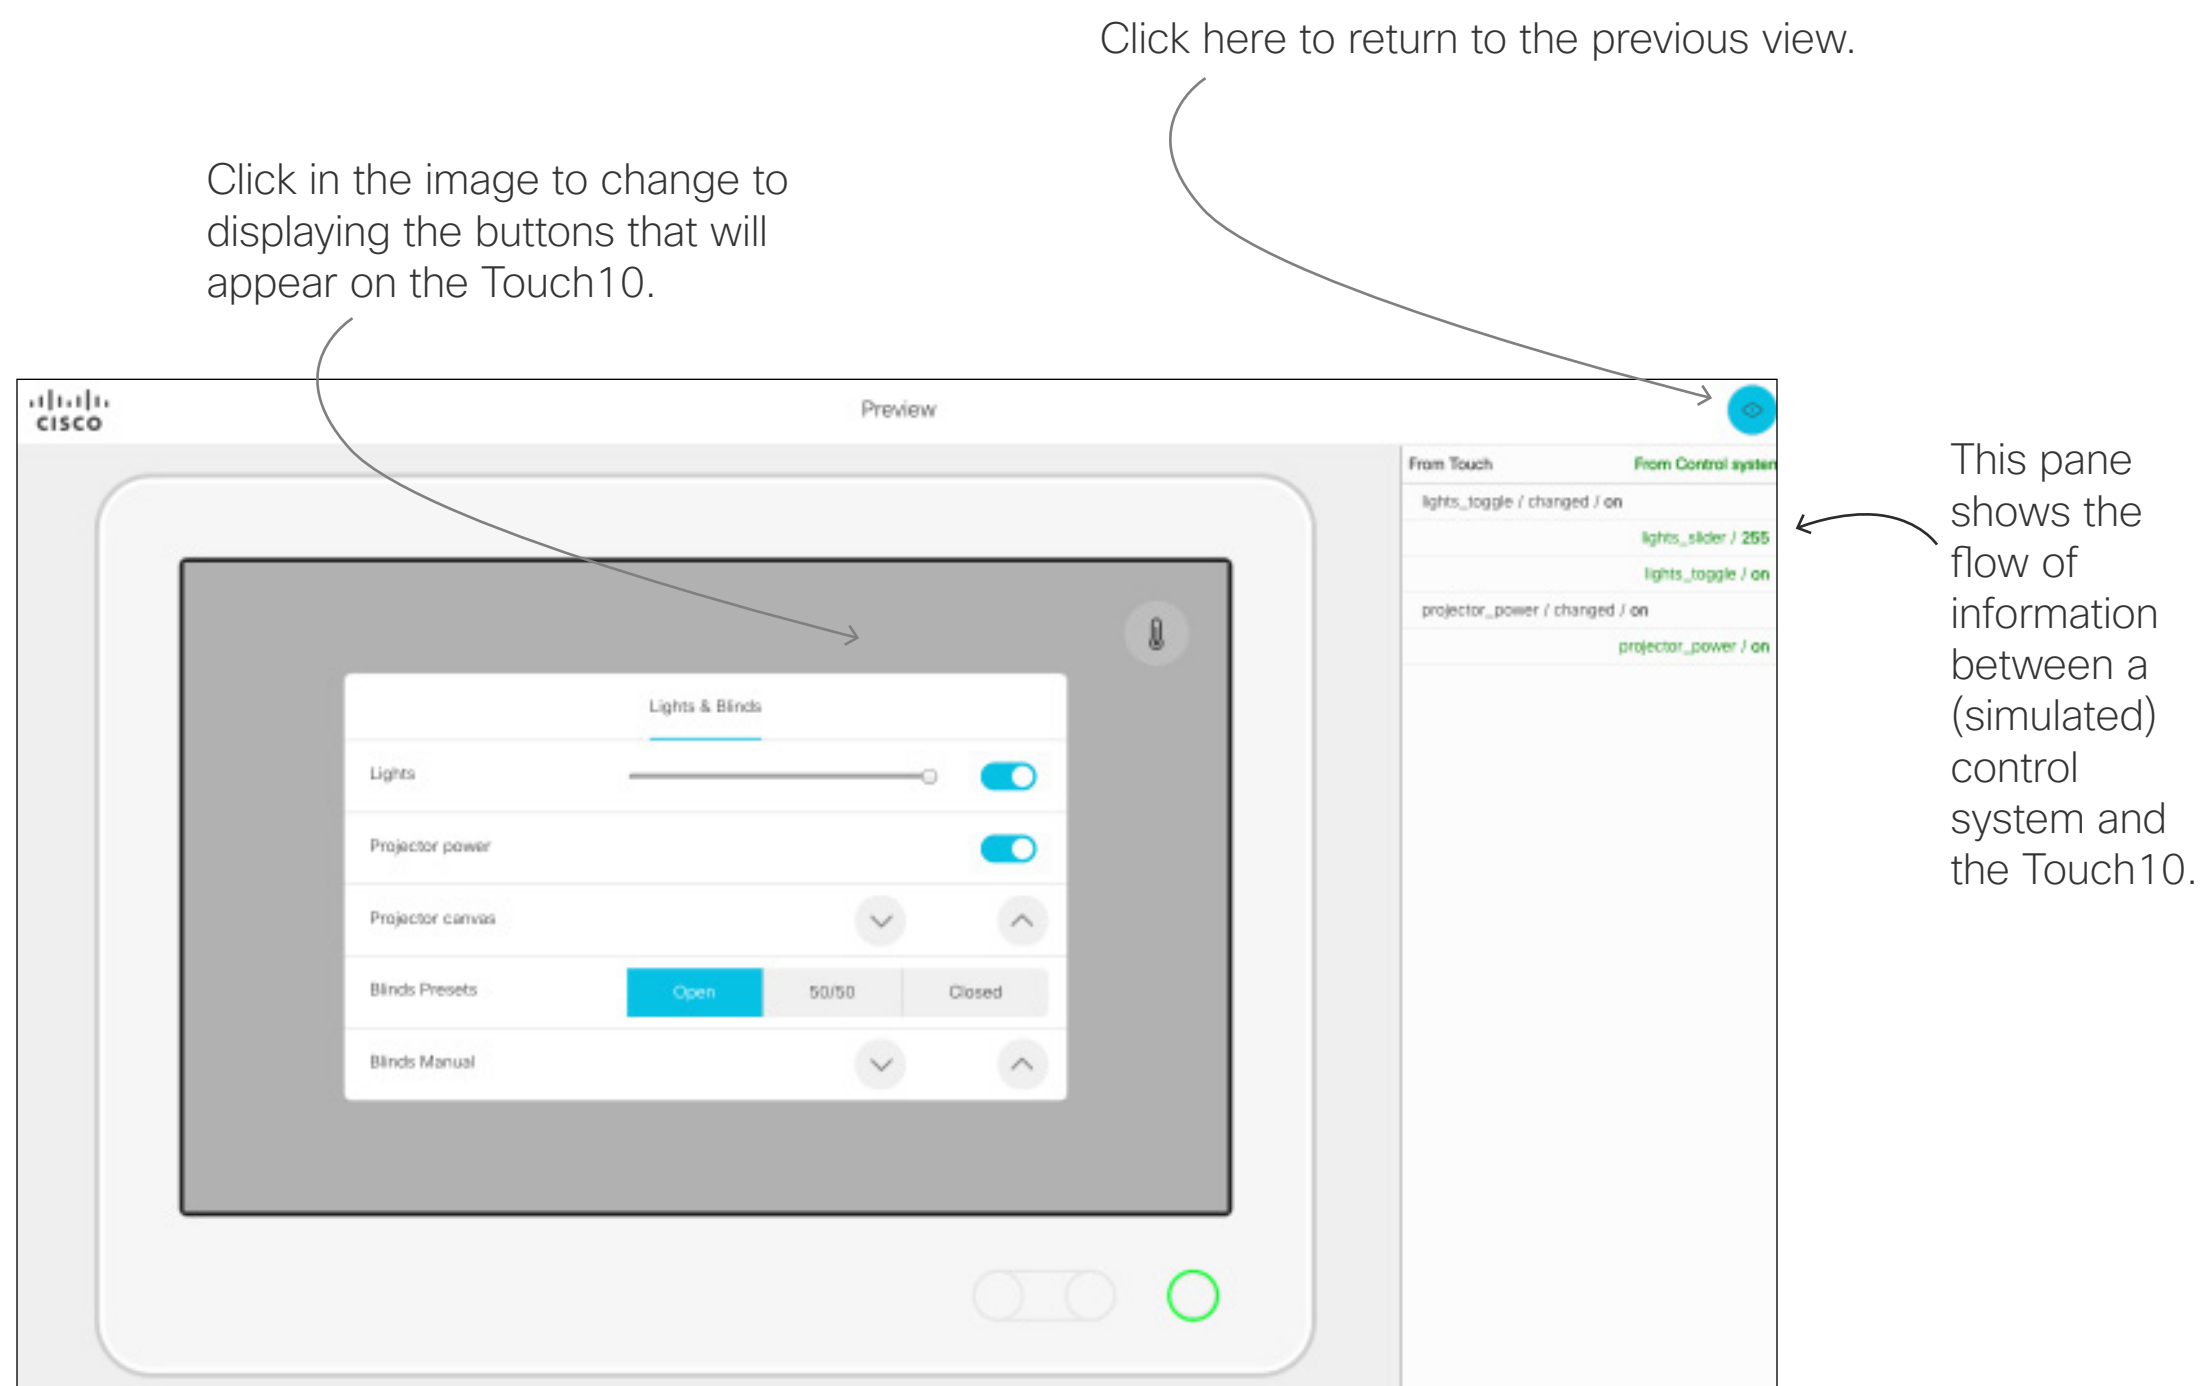 Click here to return to the previous view.
Click in the image to change to
displaying the buttons that will
appear on the Touch10.
CISCO
Preview
From Touch
From Control system
lights_toggle / changed / on
lights_slider / 255
lights_toggle / on
projector_power / changed / on
projector_power / on
Lights & Blinds
Lights
Projector power
Projector canvas
Blinds Presets
Open
50/50
Closed
Blinds Manual
This pane
shows the
flow of
information
between a
(simulated)
control
system and
the Touch10.